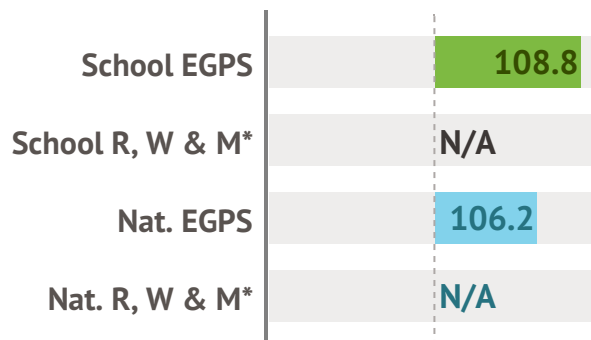 School EGPS 108.8
School R, W & M* N/A
Nat. EGPS 106.2
Nat. R, W & M* N/A